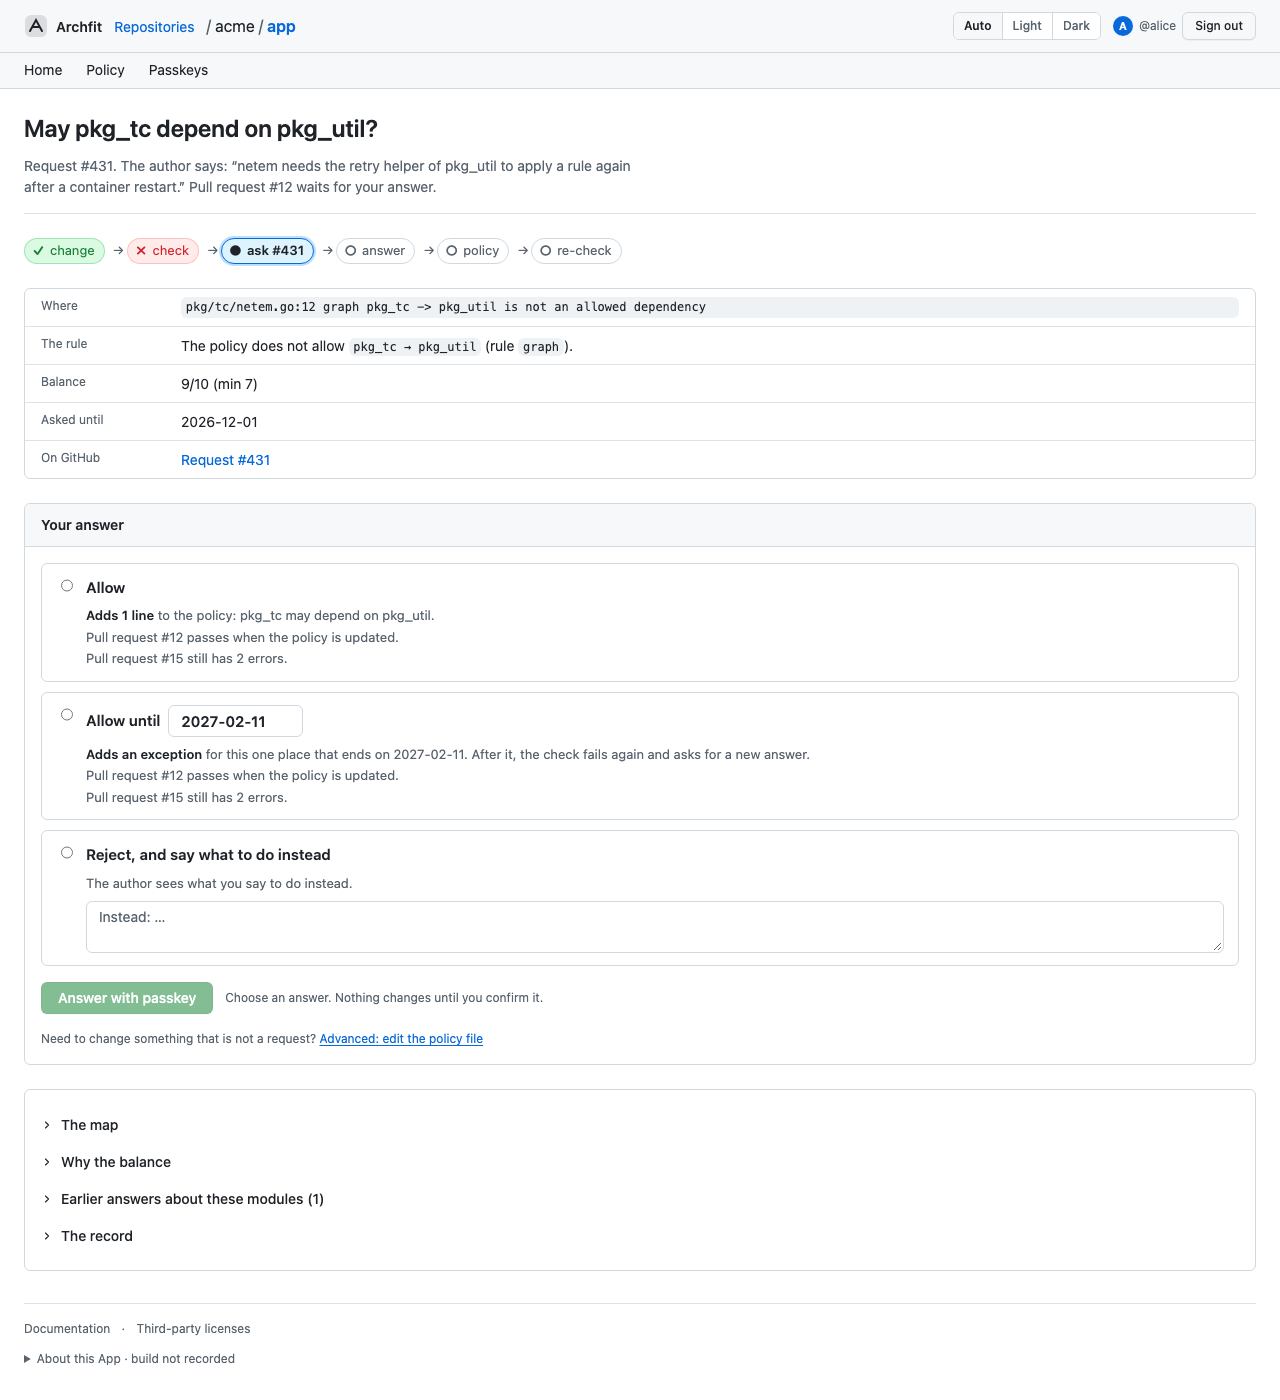 Archfit Repositories / acme / app
Auto Light Dark A @alice Sign out
Home Policy Passkeys
May pkg_tc depend on pkg_util?
Request #431. The author says: “netem needs the retry helper of pkg_util to apply a rule again
after a container restart.” Pull request #12 waits for your answer.
change → check → ask #431 → answer → policy → re-check
Where pkg/tc/netem.go:12 graph pkg_tc —> pkg_util is not an allowed dependency
The rule The policy does not allow pkg_tc → pkg_util (rule graph ).
Balance 9/10 (min 7)
Asked until 2026-12-01
On GitHub Request #431
Your answer
Allow
Adds 1 line to the policy: pkg_tc may depend on pkg_util.
Pull request #12 passes when the policy is updated.
Pull request #15 still has 2 errors.
Allow until 2027-02-11
Adds an exception for this one place that ends on 2027-02-11. After it, the check fails again and asks for a new answer.
Pull request #12 passes when the policy is updated.
Pull request #15 still has 2 errors.
Reject, and say what to do instead
The author sees what you say to do instead.
Instead: ...
Answer with passkey Choose an answer. Nothing changes until you confirm it.
Need to change something that is not a request? Advanced: edit the policy file
The map
Why the balance
Earlier answers about these modules (1)
The record
Documentation · Third-party licenses
About this App · build not recorded